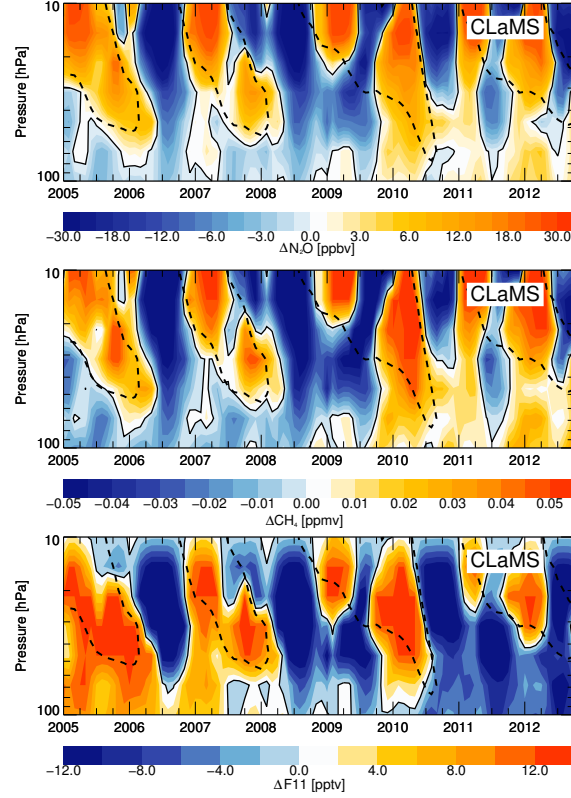 10
CLaMS
Pressure [hPa]
100
2005 2006 2007 2008 2009 2010 2011 2012
-30.0 -18.0 -12.0 -6.0 -3.0 0.0 3.0 6.0 12.0 18.0 30.0
ΔN₂O [ppbv]
10
CLaMS
Pressure [hPa]
100
2005 2006 2007 2008 2009 2010 2011 2012
-0.05 -0.04 -0.03 -0.02 -0.01 0.00 0.01 0.02 0.03 0.04 0.05
ΔCH₄ [ppmv]
10
CLaMS
Pressure [hPa]
100
2005 2006 2007 2008 2009 2010 2011 2012
-12.0 -8.0 -4.0 0.0 4.0 8.0 12.0
ΔF11 [pptv]